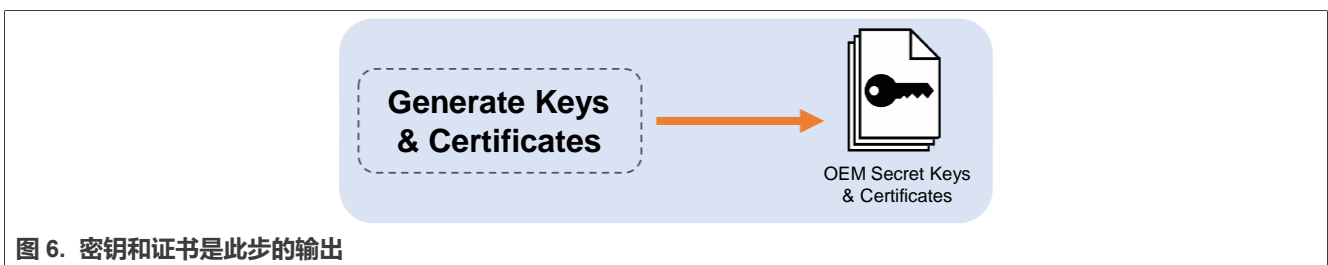 Generate Keys
& Certificates
OEM Secret Keys
& Certificates
图 6. 密钥和证书是此步的输出